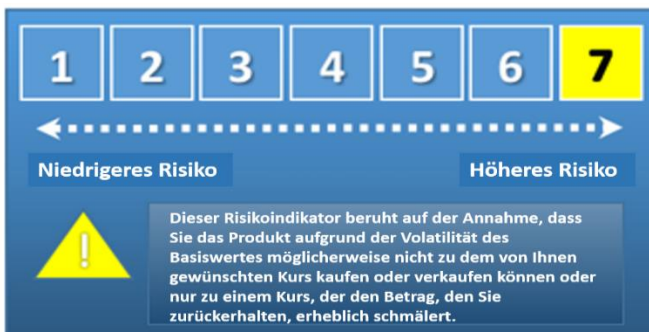 1 2 3 4 5 6 7
Niedrigeres Risiko Höheres Risiko
!
Dieser Risikoindikator beruht auf der Annahme, dass
Sie das Produkt aufgrund der Volatilität des
Basiswertes möglicherweise nicht zu dem von Ihnen
gewünschten Kurs kaufen oder verkaufen können oder
nur zu einem Kurs, der den Betrag, den Sie
zurückerhalten, erheblich schmälert.